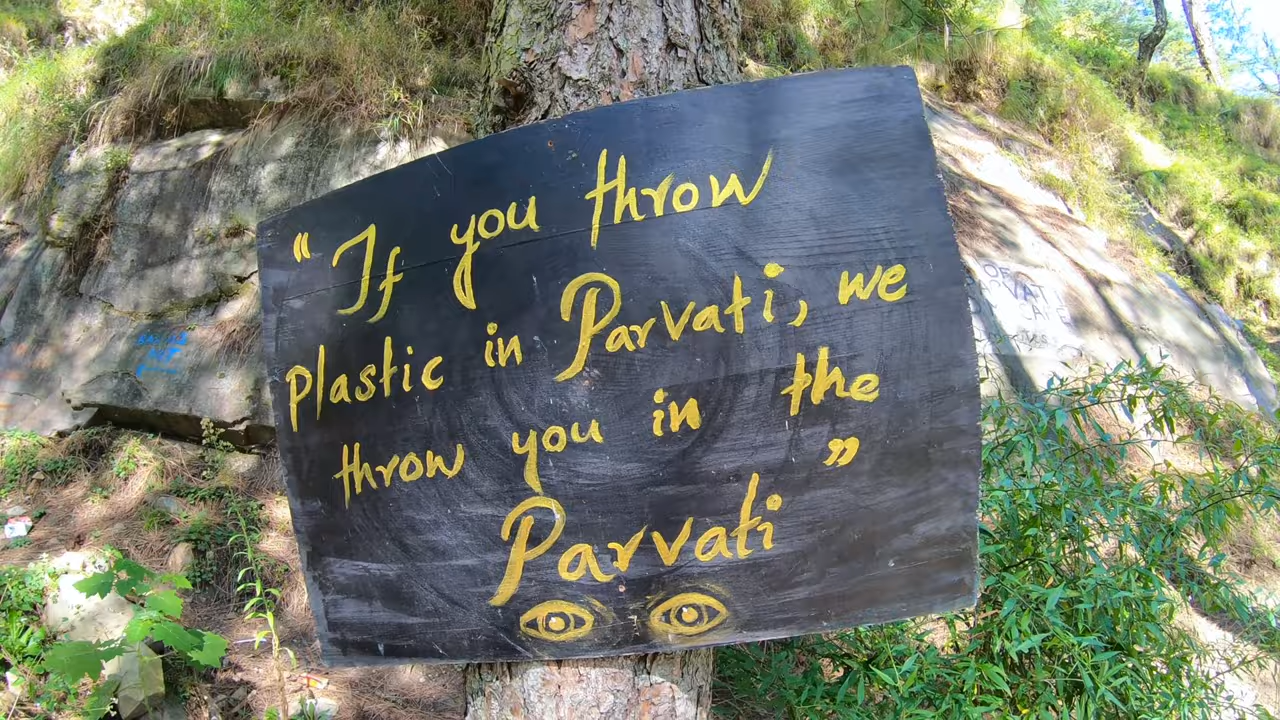 " If you throw
plastic in Parvati, we
throw you in the
Parvati "